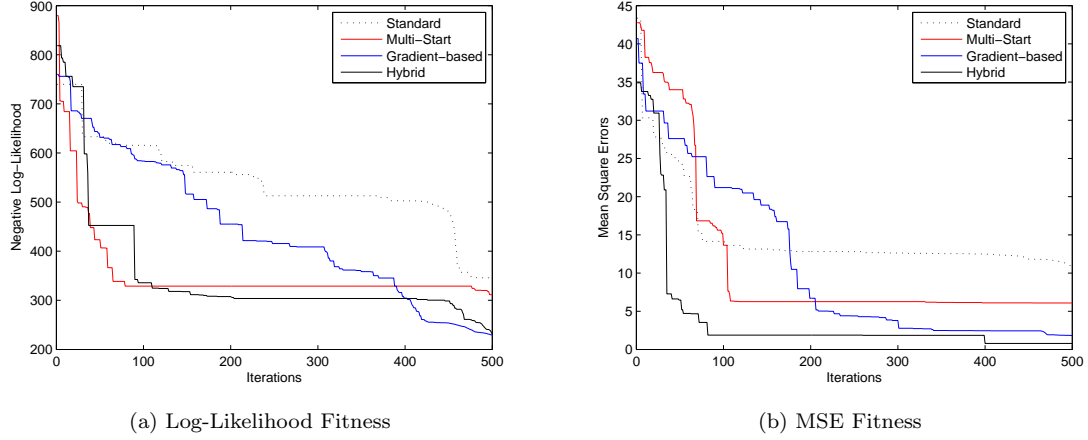 900
800
700
600
500
400
300
200
0
100
200
300
400
500
Negative Log−Likelihood
Iterations
Standard
Multi−Start
Gradient−based
Hybrid
(a) Log-Likelihood Fitness
45
40
35
30
25
20
15
10
5
0
0
100
200
300
400
500
Mean Square Errors
Iterations
Standard
Multi−Start
Gradient−based
Hybrid
(b) MSE Fitness